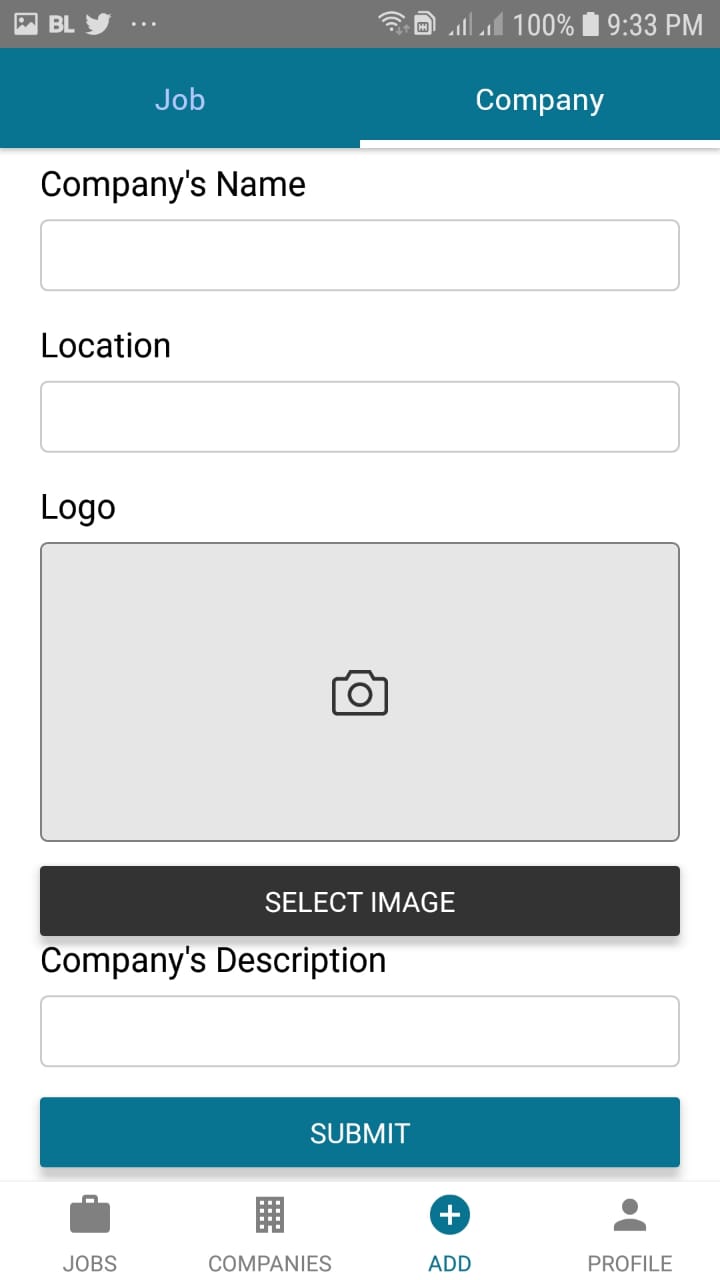 BL ... 100% 9:33 PM
Job Company
Company's Name
Location
Logo
SELECT IMAGE
Company's Description
SUBMIT
JOBS COMPANIES ADD PROFILE